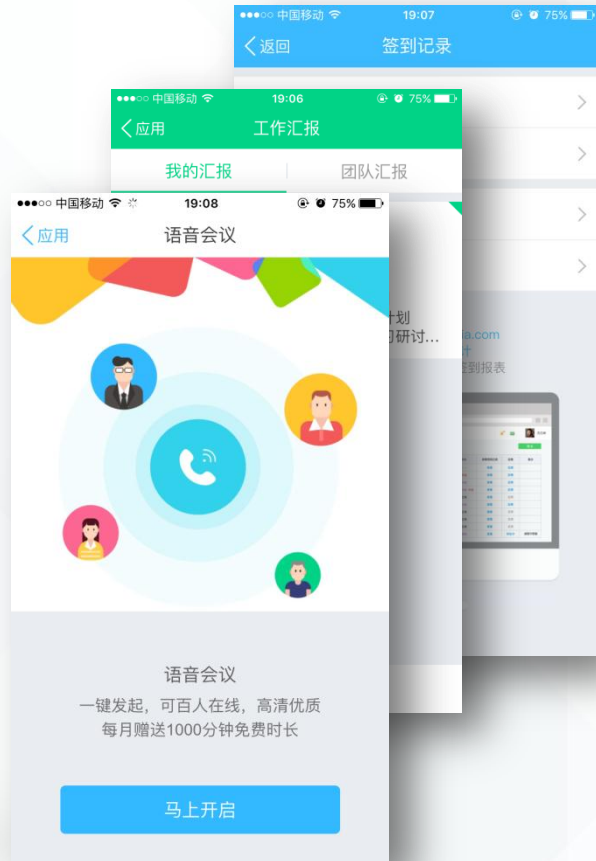 中国移动
19:07
75%
返回
签到记录
中国移动
19:06
75%
应用
工作汇报
我的汇报
团队汇报
计划
研讨...
a.com
计
签到报表
中国移动
19:08
75%
应用
语音会议
语音会议
一键发起，可百人在线，高清优质
每月赠送1000分钟免费时长
马上开启